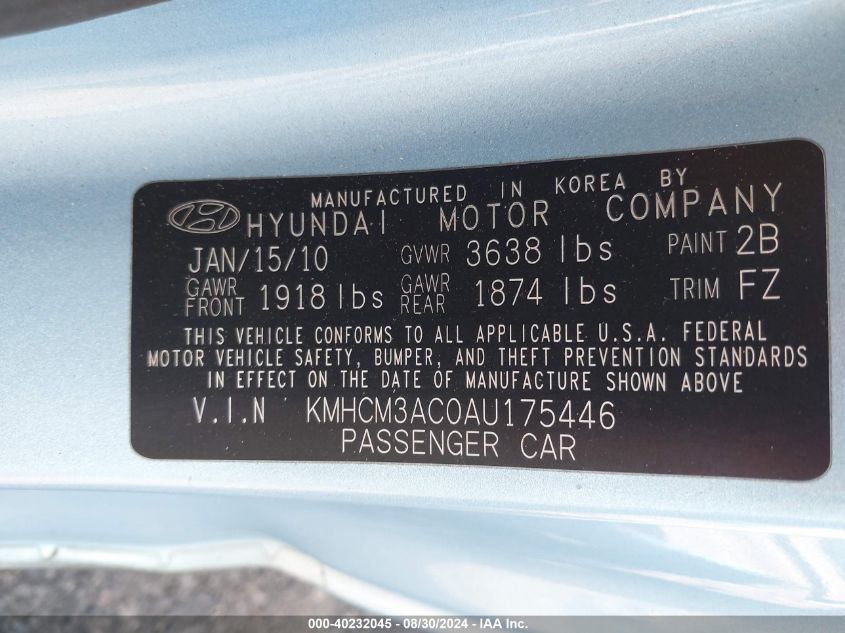 MANUFACTURED IN KOREA BY
HYUNDAI MOTOR COMPANY
JAN/15/10 GVWR 3638 lbs PAINT 2B
GAWR FRONT 1918 lbs GAWR REAR 1874 lbs TRIM FZ
THIS VEHICLE CONFORMS TO ALL APPLICABLE U.S.A. FEDERAL
MOTOR VEHICLE SAFETY, BUMPER, AND THEFT PREVENTION STANDARDS
IN EFFECT ON THE DATE OF MANUFACTURE SHOWN ABOVE
V.I.N KMHCM3AC0AU175446
PASSENGER CAR
000-40232045 - 08/30/2024 - IAA Inc.